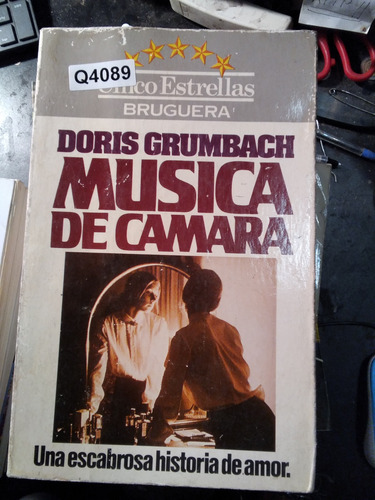 Q4089
Cinco Estrellas
BRUGUERA
DORIS GRUMBACH
MUSICA
DE CAMARA
Una escabrosa historia de amor.